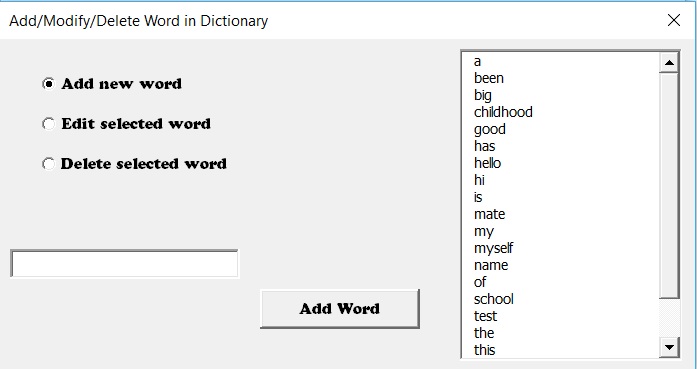 Add/Modify/Delete Word in Dictionary
Add new word
Edit selected word
Delete selected word
Add Word
a
been
big
childhood
good
has
hello
hi
is
mate
my
myself
name
of
school
test
the
this